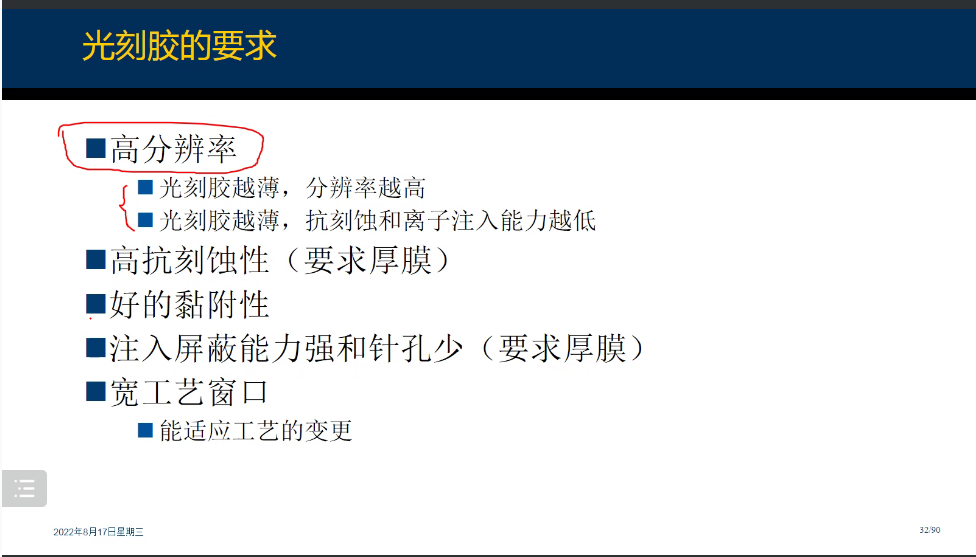 光刻胶的要求
高分辨率
光刻胶越薄，分辨率越高
光刻胶越薄，抗刻蚀和离子注入能力越低
高抗刻蚀性（要求厚膜）
好的黏附性
注入屏蔽能力强和针孔少（要求厚膜）
宽工艺窗口
能适应工艺的变更
2022年8月17日星期三
32/90